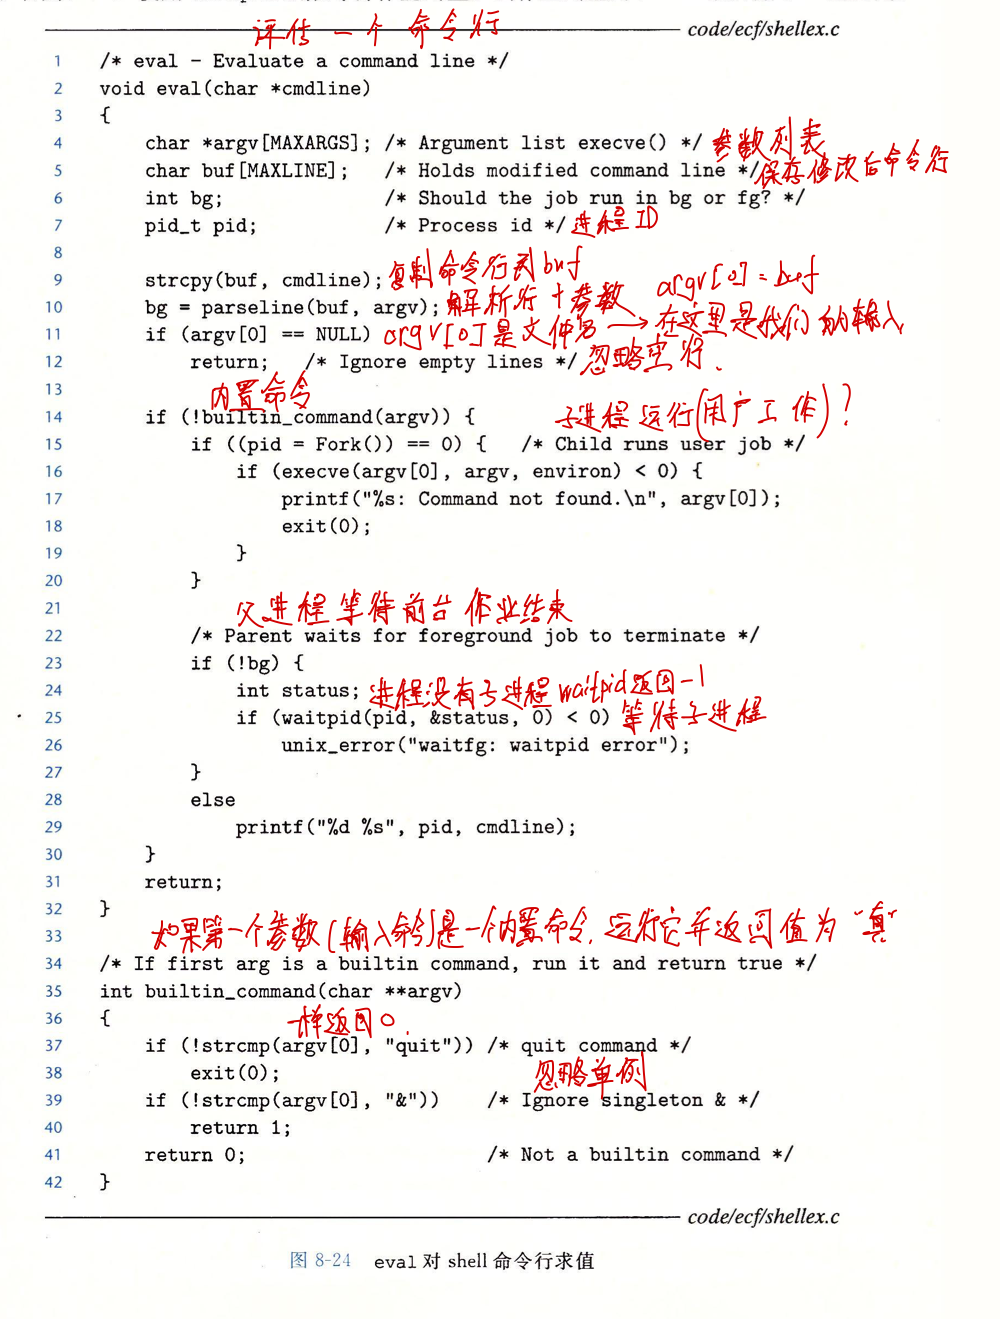 评估一个命令行
code/ecf/shellex.c
1 /* eval - Evaluate a command line */
2 void eval(char *cmdline)
3 {
4 char *argv[MAXARGS]; /* Argument list execve() */ 参数列表
5 char buf[MAXLINE]; /* Holds modified command line */ 保存修改后命令行
6 int bg; /* Should the job run in bg or fg? */
7 pid_t pid; /* Process id */ 进程ID
8
9 strcpy(buf, cmdline); 复制命令行到buf
argv[0]=buf
10 bg = parseline(buf, argv); 解析行+参数
11 if (argv[0] == NULL) argv[0]是文件名→在这里是我们的输入
12 return; /* Ignore empty lines */ 忽略空行.
13 内置命令
14 if (!builtin_command(argv)) { 子进程运行(用户工作)?
15 if ((pid = Fork()) == 0) { /* Child runs user job */
16 if (execve(argv[0], argv, environ) < 0) {
17 printf("%s: Command not found.\n", argv[0]);
18 exit(0);
19 }
20 }
21 父进程等待前台作业结束
22 /* Parent waits for foreground job to terminate */
23 if (!bg) {
24 int status; 进程没有子进程waitpid返回-1
25 if (waitpid(pid, &status, 0) < 0) 等待子进程
26 unix_error("waitfg: waitpid error");
27 }
28 else
29 printf("%d %s", pid, cmdline);
30 }
31 return;
32 }
33 如果第一个参数(输入命令)是一个内置命令,运行它并返回值为"真"
34 /* If first arg is a builtin command, run it and return true */
35 int builtin_command(char **argv)
36 { 一样返回0.
37 if (!strcmp(argv[0], "quit")) /* quit command */
38 exit(0); 忽略单例
39 if (!strcmp(argv[0], "&")) /* Ignore singleton & */
40 return 1;
41 return 0; /* Not a builtin command */
42 }
code/ecf/shellex.c
图 8-24 eval 对 shell 命令行求值